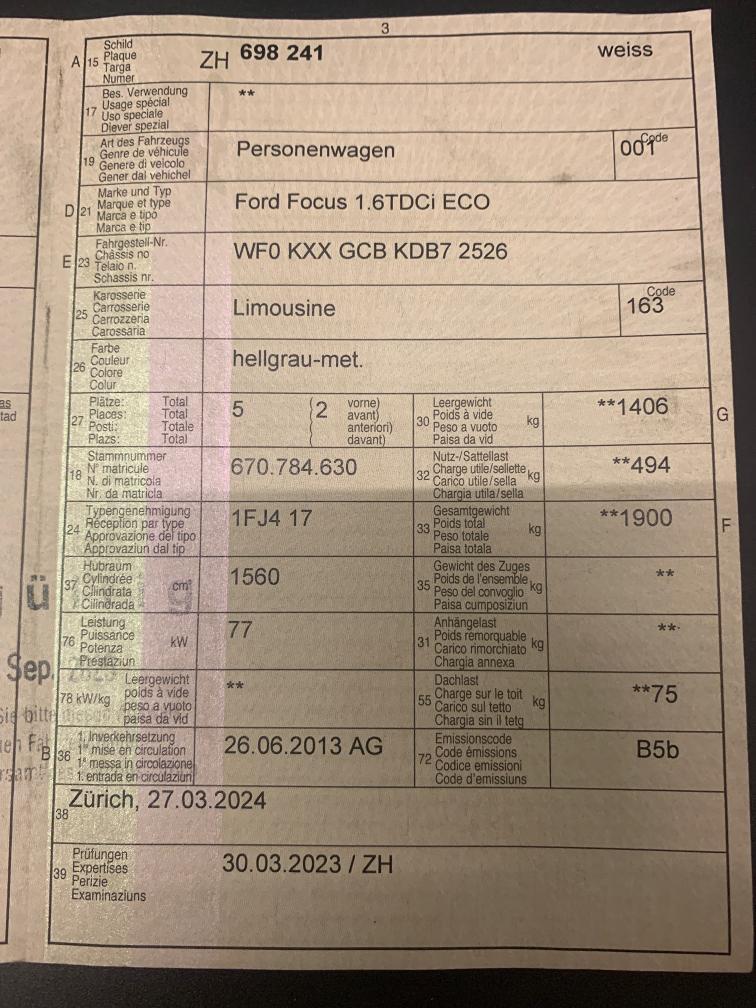 3
A 15 Schild Plaque Targa Numer ZH 698 241 weiss
17 Bes. Verwendung Usage spécial Uso speciale Diever spezial **
19 Art des Fahrzeugs Genre de véhicule Genere di veicolo Gener dal vehichel Personenwagen Code 001
D 21 Marke und Typ Marque et type Marca e tipo Marca e tip Ford Focus 1.6TDCi ECO
E 23 Fahrgestell-Nr. Châssis no Telaio n. Schassis nr. WF0 KXX GCB KDB7 2526
25 Karosserie Carrosserie Carrozzeria Carossaria Limousine Code 163
26 Farbe Couleur Colore Colur hellgrau-met.
27 Plätze: Total Places: Total Posti: Totale Plazs: Total 5 (2 vorne) avant) anteriori) davant)
30 Leergewicht Poids à vide Peso a vuoto Paisa da vid kg **1406 G
18 Stammnummer N° matricule N. di matricola Nr. da matricla 670.784.630
32 Nutz-/Sattellast Charge utile/sellette Carico utile/sella Chargia utila/sella kg **494
24 Typengenehmigung Réception par type Approvazione del tipo Approvaziun dal tip 1FJ4 17
33 Gesamtgewicht Poids total Peso totale Paisa totala kg **1900 F
37 Hubraum Cylindrée Cilindrata Cilindrada cm³ 1560
35 Gewicht des Zuges Poids de l'ensemble Peso del convoglio Paisa cumposiziun kg **
76 Leistung Puissance Potenza Prestaziun kW 77
31 Anhängelast Poids remorquable Carico rimorchiato Chargia annexa kg **
78 kW/kg Leergewicht poids à vide peso a vuoto paisa da vid **
55 Dachlast Charge sur le toit Carico sul tetto Chargia sin il tetg kg **75
B 36 1. Inverkehrsetzung 1re mise en circulation 1a messa in circolazione 1. entrada en circulaziun 26.06.2013 AG
72 Emissionscode Code émissions Codice emissioni Code d'emissiuns B5b
38 Zürich, 27.03.2024
39 Prüfungen Expertises Perizie Examinaziuns 30.03.2023 / ZH
as
tad
ü
Sep.
Sie bitte